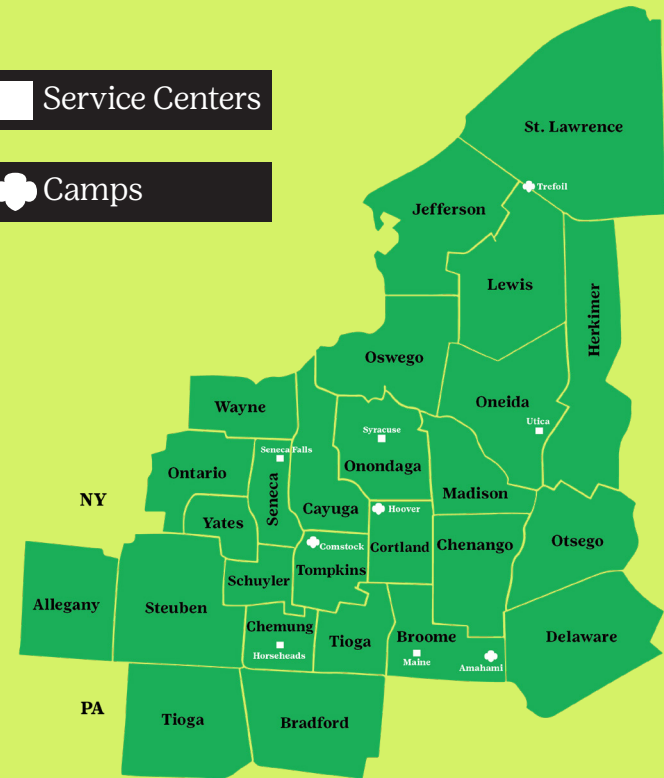 Service Centers
Camps
St. Lawrence
Trefoil
Jefferson
Lewis
Herkimer
Oswego
Oneida
Utica
Wayne
Syracuse
Onondaga
Seneca Falls
Ontario
Seneca
Cayuga
Madison
NY
Yates
Hoover
Comstock
Cortland
Chenango
Otsego
Tompkins
Schuyler
Allegany
Steuben
Chemung
Horseheads
Tioga
Broome
Maine
Amahami
Delaware
PA
Tioga
Bradford